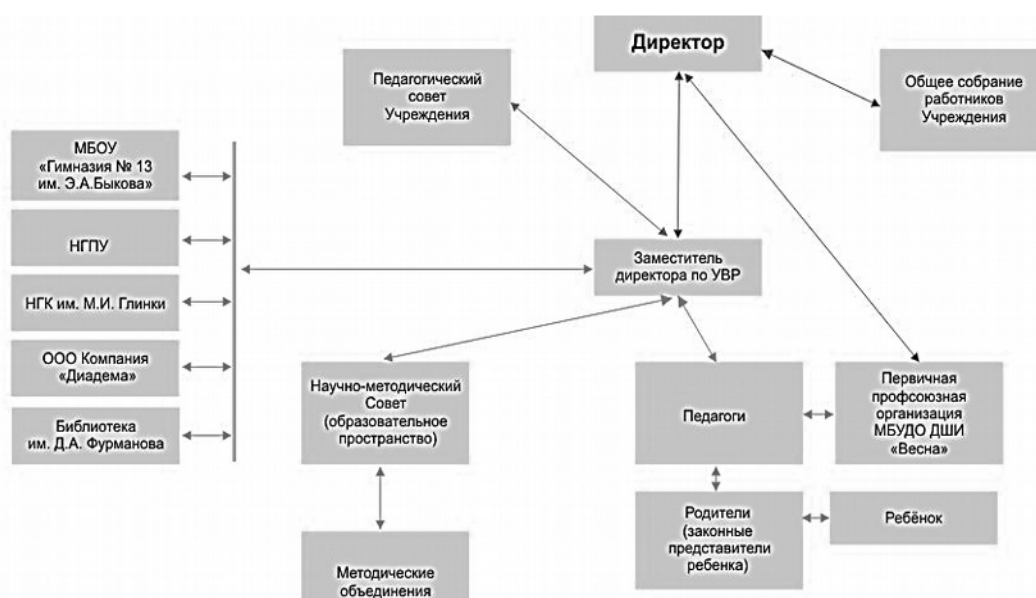 Директор
Педагогический
совет
Учреждения
Общее собрание
работников
Учреждения
МБОУ
«Гимназия № 13
им. Э.А.Быкова»
НГПУ
НГК им. М.И. Глинки
ООО Компания
«Диадема»
Библиотека
им. Д.А. Фурманова
Заместитель
директора по УВР
Научно-методический
Совет
(образовательное
пространство)
Педагоги
Первичная
профсоюзная
организация
МБУДО ДШИ
«Весна»
Родители
(законные
представители
ребенка)
Ребёнок
Методические
объединения